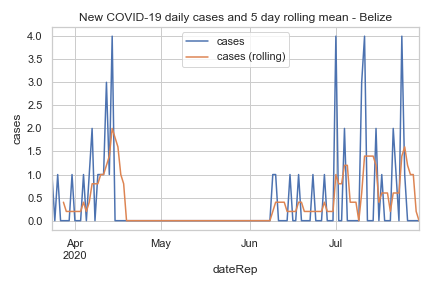 New COVID-19 daily cases and 5 day rolling mean - Belize
cases
cases (rolling)
4.0
3.5
3.0
2.5
2.0
1.5
1.0
0.5
0.0
cases
Apr
2020
May
Jun
Jul
dateRep